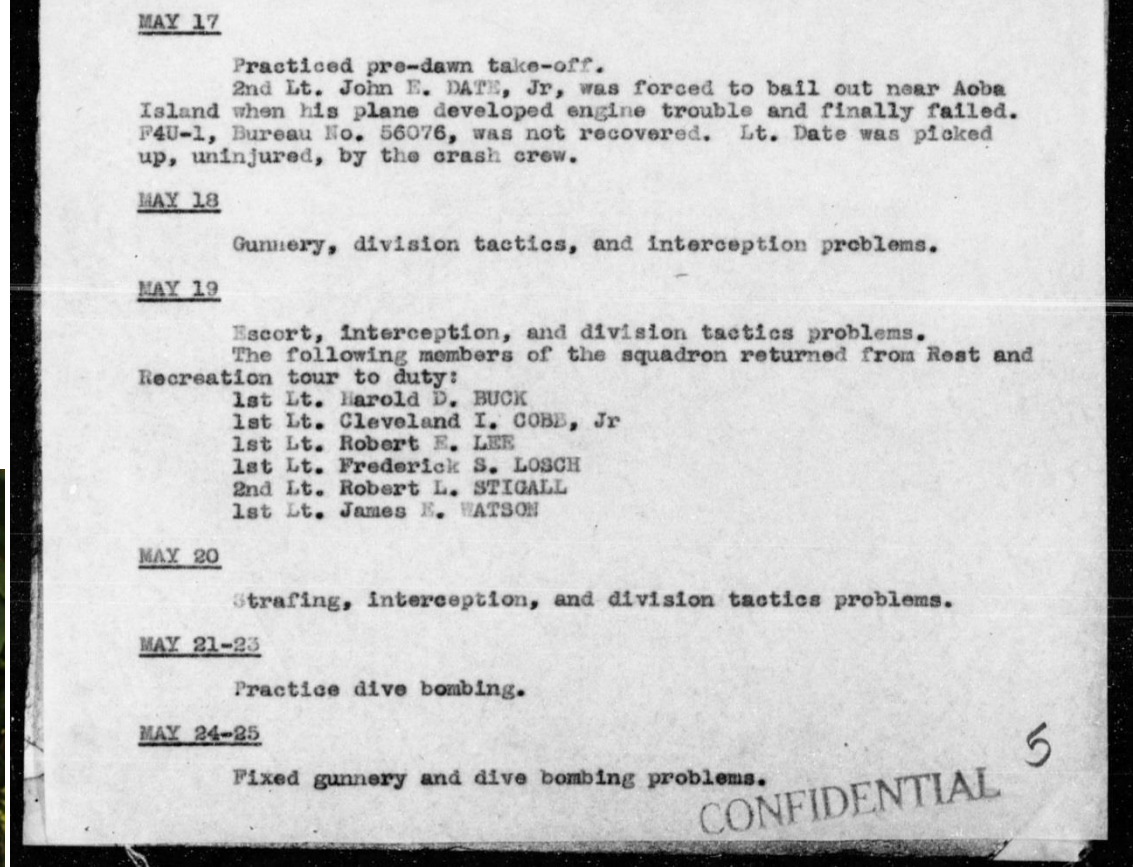 MAY 17
Practiced pre-dawn take-off.
2nd Lt. John E. DATE, Jr, was forced to bail out near Aoba
Island when his plane developed engine trouble and finally failed.
F4U-1, Bureau No. 56076, was not recovered. Lt. Date was picked
up, uninjured, by the crash crew.
MAY 18
Gunnery, division tactics, and interception problems.
MAY 19
Escort, interception, and division tactics problems.
The following members of the squadron returned from Rest and
Recreation tour to duty:
1st Lt. Harold D. BUCK
1st Lt. Cleveland I. COBB, Jr
1st Lt. Robert E. LEE
1st Lt. Frederick S. LOSCH
2nd Lt. Robert L. STIGALL
1st Lt. James E. WATSON
MAY 20
Strafing, interception, and division tactics problems.
MAY 21-23
Practice dive bombing.
MAY 24-25
Fixed gunnery and dive bombing problems.
5
CONFIDENTIAL